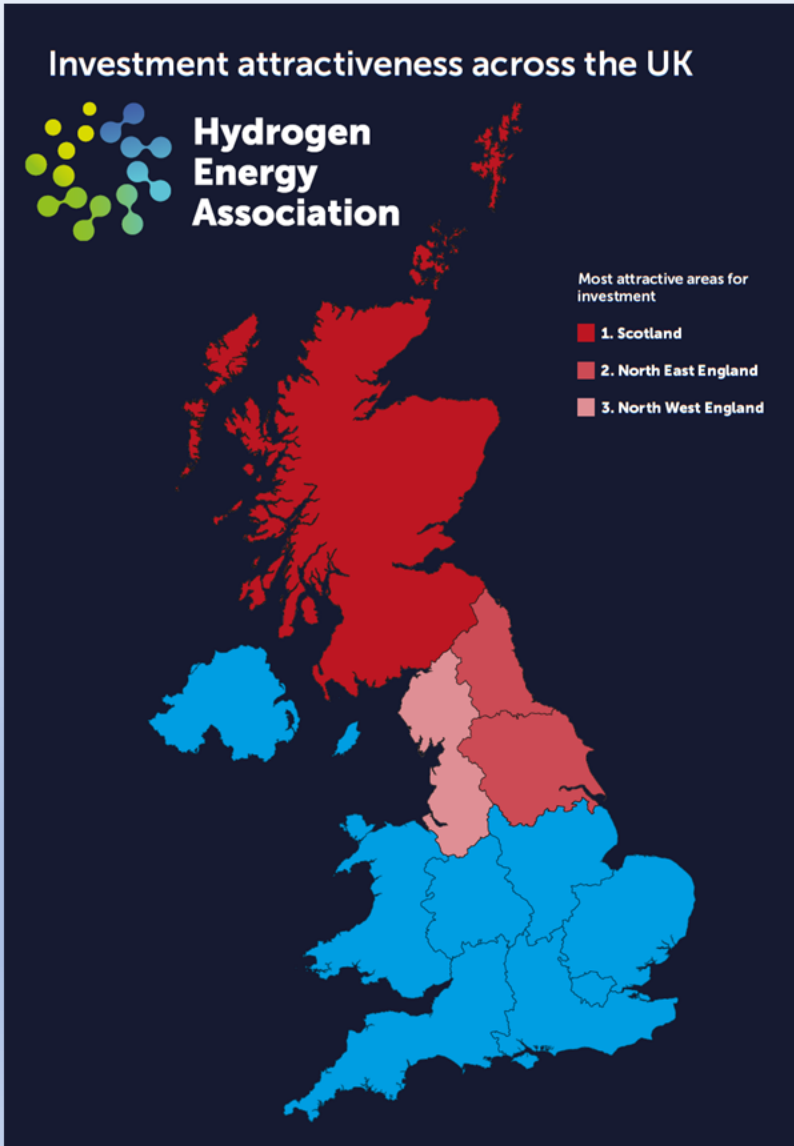 Investment attractiveness across the UK
Hydrogen
Energy
Association
Most attractive areas for
investment
1. Scotland
2. North East England
3. North West England